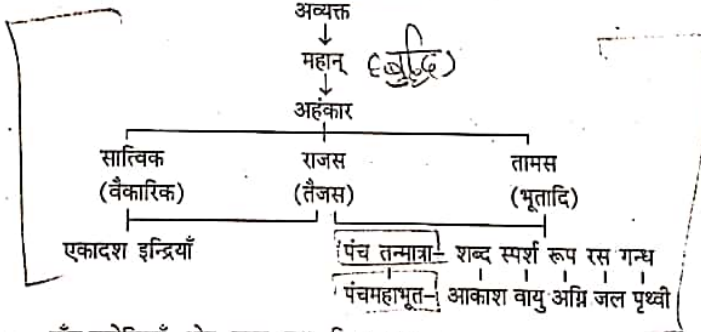 अव्यक्त
महान् (बुद्धि)
अहंकार
सात्विक राजस तामस
(वैकारिक) (तैजस) (भूतादि)
एकादश इन्द्रियाँ पंच तन्मात्रा– शब्द स्पर्श रूप रस गन्ध
पंचमहाभूत– आकाश वायु अग्नि जल पृथ्वी